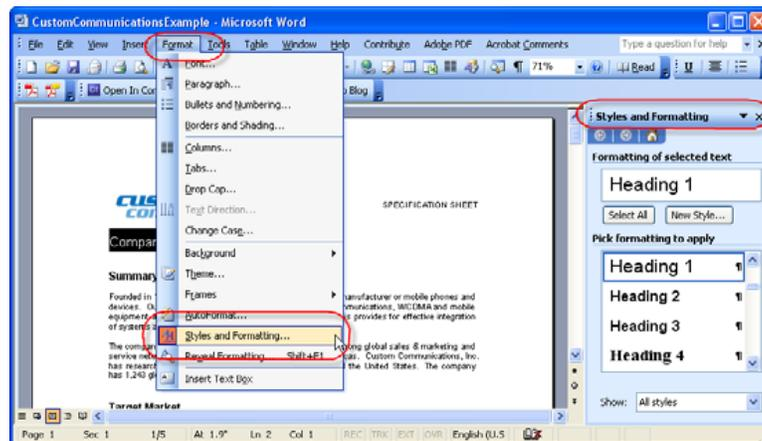 CustomCommunicationsExample - Microsoft Word
File Edit View Insert Format Tools Table Window Help Contribute Adobe PDF Acrobat Comments Type a question for help
71% Read U
Open In Blog
Font...
Paragraph...
Bullets and Numbering...
Borders and Shading...
Columns...
Tabs...
Drop Cap...
Text Direction...
Change Case...
Background
Theme...
Frames
AutoFormat...
Styles and Formatting...
Reveal Formatting... Shift+F1
Insert Text Box
SPECIFICATION SHEET
Compan
Summary
Founded in
manufacturer or mobile phones and
devices.
communications, WCDMA and mobile
equipment
provides for effective integration
of systems
The compan
global sales & marketing and
service
Custom Communications, Inc.
has research
the United States. The company
has 1,243
Target Market
Styles and Formatting
Formatting of selected text
Heading 1
Select All New Style...
Pick formatting to apply
Heading 1
Heading 2
Heading 3
Heading 4
Show: All styles
Page 1 Sec 1 1/5 At 1.9" Ln 2 Col 1 REC TRK EXT OVR English (U.S